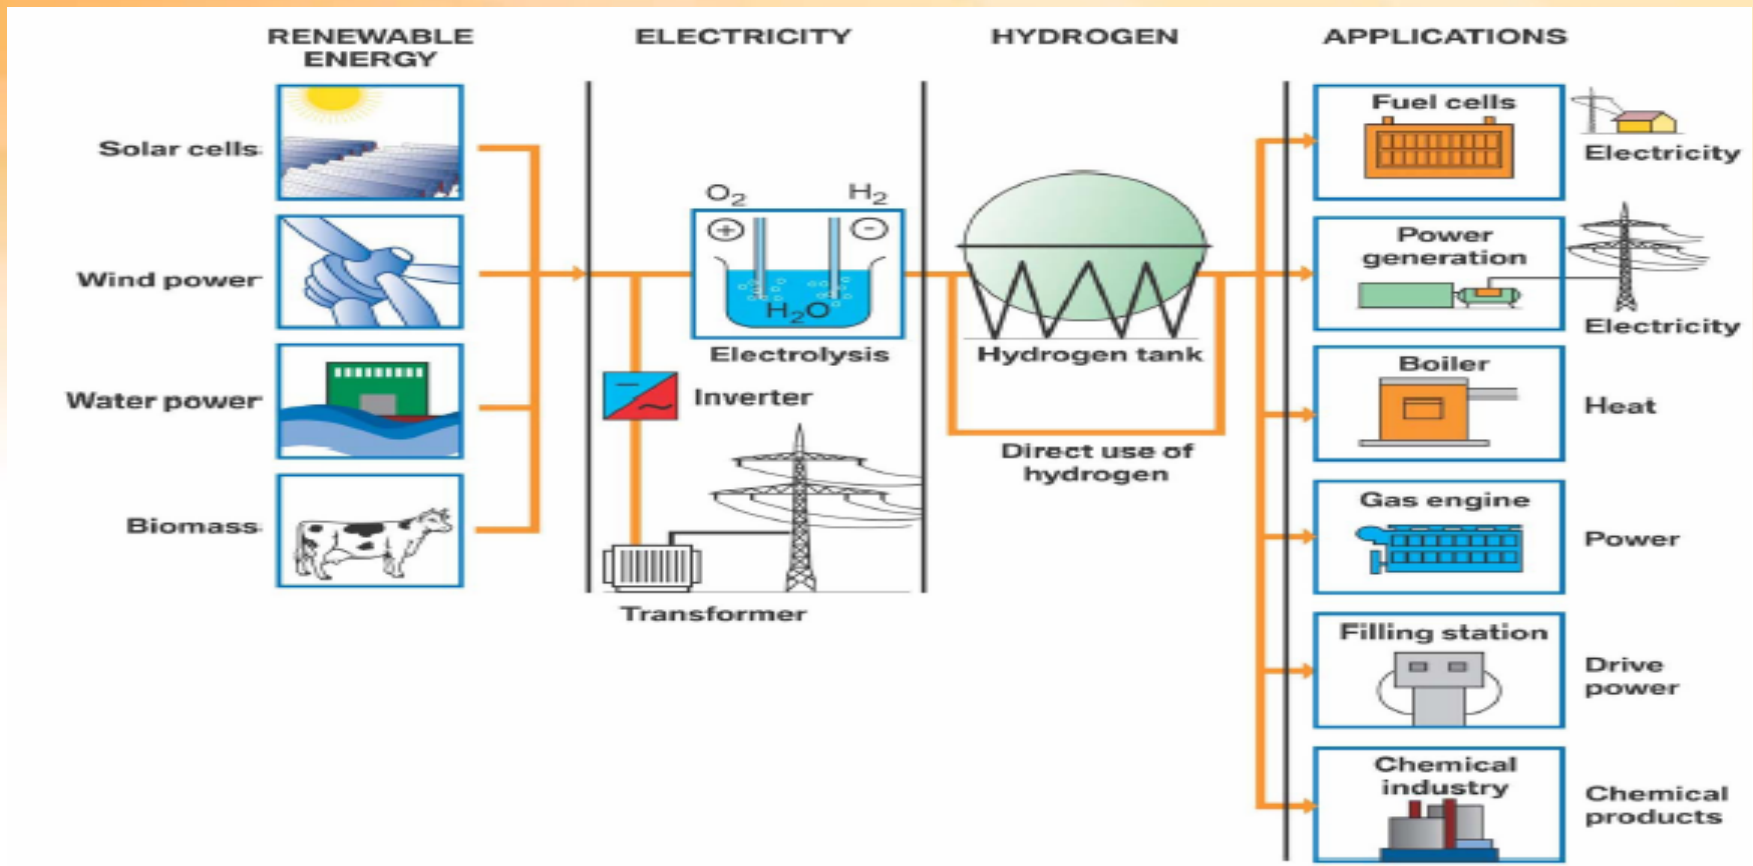 RENEWABLE
ENERGY
Solar cells
Wind power
Water power
Biomass
ELECTRICITY
O2
H2
+
-
H2O
Electrolysis
Inverter
Transformer
HYDROGEN
Hydrogen tank
Direct use of
hydrogen
APPLICATIONS
Fuel cells
Electricity
Power
generation
Electricity
Boiler
Heat
Gas engine
Power
Filling station
Drive
power
Chemical
industry
Chemical
products